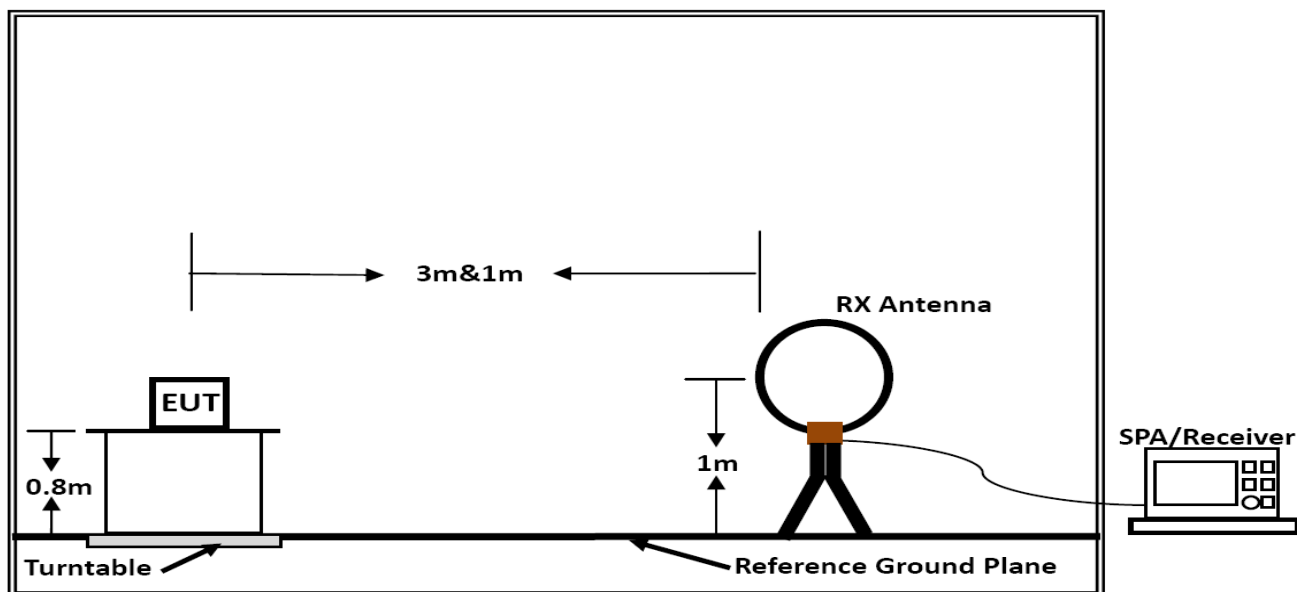 3m&1m
RX Antenna
EUT
SPA/Receiver
1m
0.8m
Turntable
Reference Ground Plane